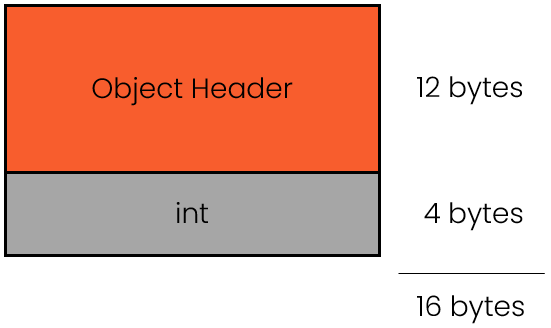 Object Header
12 bytes
int
4 bytes
16 bytes